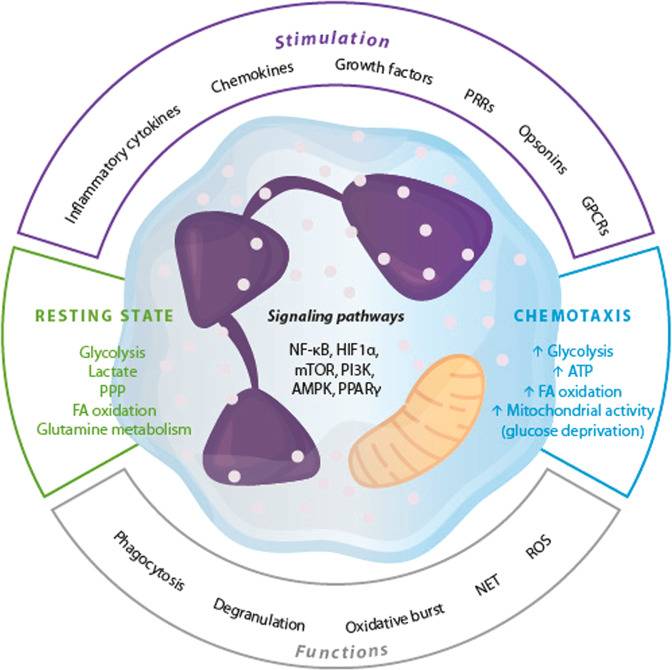 Stimulation
Inflammatory cytokines
Chemokines
Growth factors
PRRs
Opsonins
GPCRs
RESTING STATE
Glycolysis
Lactate
PPP
FA oxidation
Glutamine metabolism
Signaling pathways
NF-κB, HIF1α,
mTOR, PI3K,
AMPK, PPARγ
CHEMOTAXIS
↑ Glycolysis
↑ ATP
↑ FA oxidation
↑ Mitochondrial activity
(glucose deprivation)
Phagocytosis
Degranulation
Oxidative burst
NET
ROS
Functions